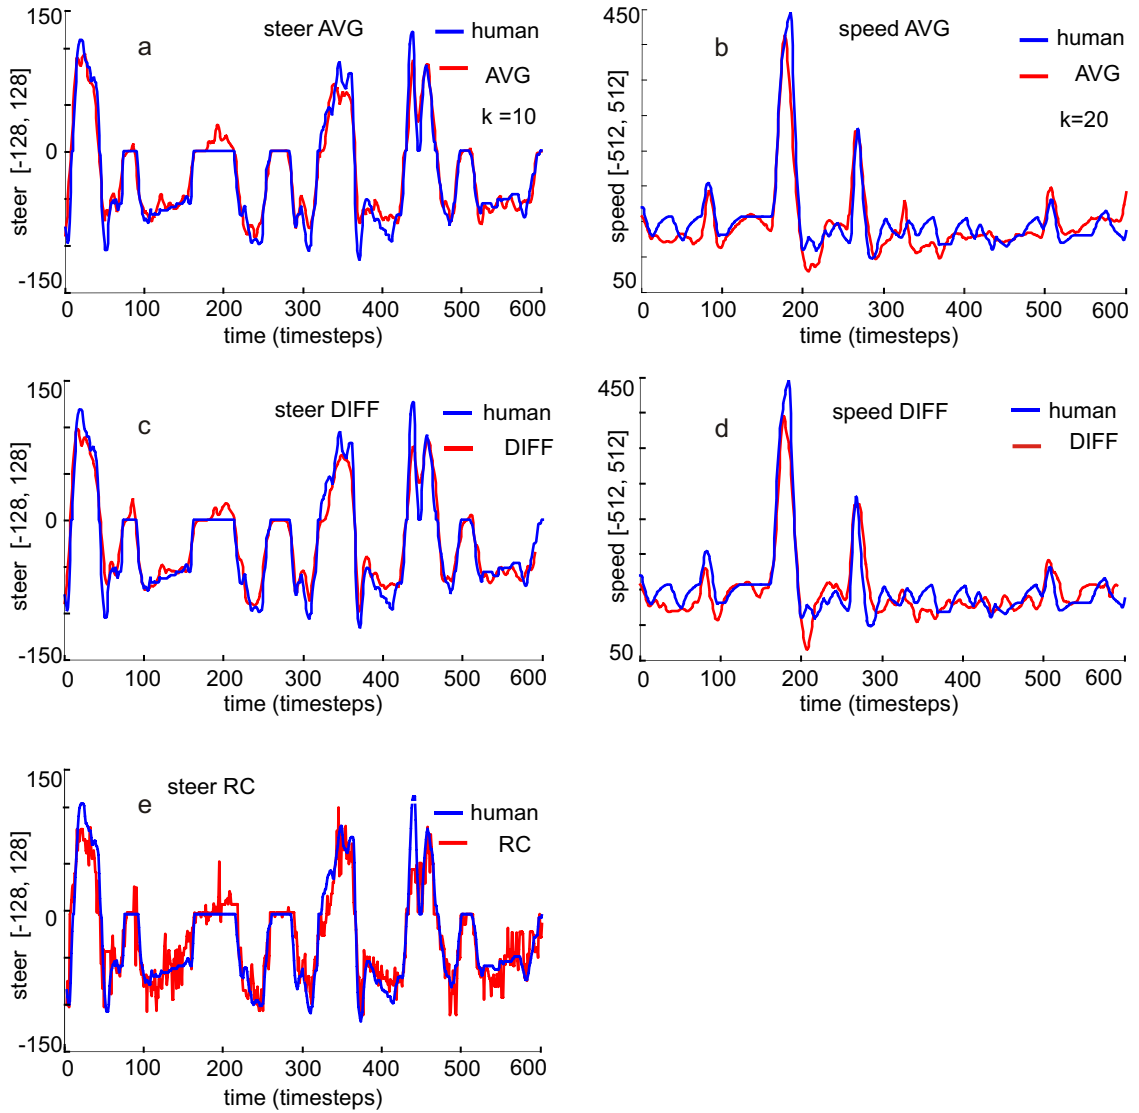 150
steer AVG
human
a
AVG
k =10
steer [-128, 128]
0
-150
0 100 200 300 400 500 600
time (timesteps)
450
speed AVG
human
b
AVG
k=20
speed [-512, 512]
50
0 100 200 300 400 500 600
time (timesteps)
150
steer DIFF
human
c
DIFF
steer [-128, 128]
0
-150
0 100 200 300 400 500 600
time (timesteps)
450
speed DIFF
human
d
DIFF
speed [-512, 512]
50
0 100 200 300 400 500 600
time (timesteps)
150
steer RC
e
human
RC
steer [-128, 128]
0
-150
0 100 200 300 400 500 600
time (timesteps)